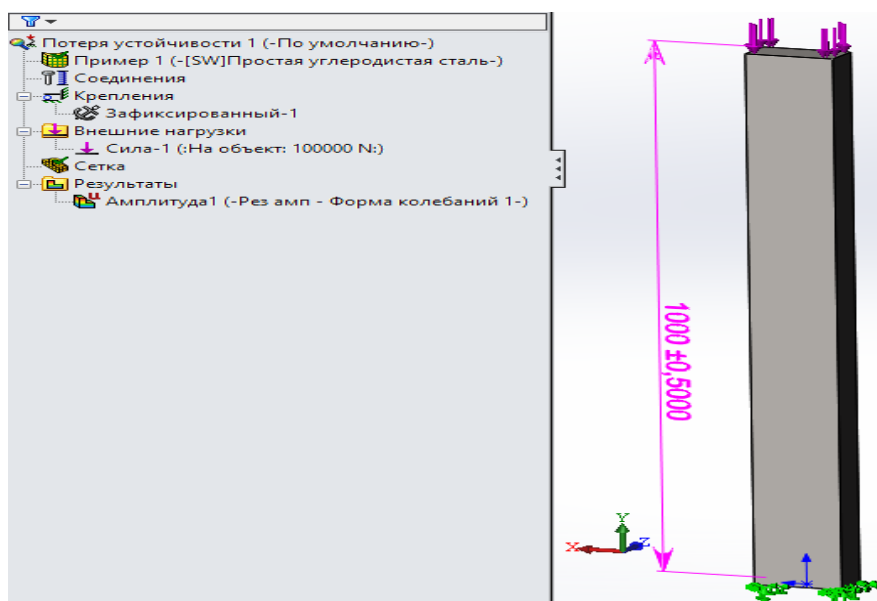 Потеря устойчивости 1 (-По умолчанию-)
Пример 1 (-[SW]Простая углеродистая сталь-)
Соединения
Крепления
Зафиксированный-1
Внешние нагрузки
Сила-1 (:На объект: 100000 N:)
Сетка
Результаты
Амплитуда1 (-Рез амп - Форма колебаний 1-)
1000 ±0,5000
Y
X
Z